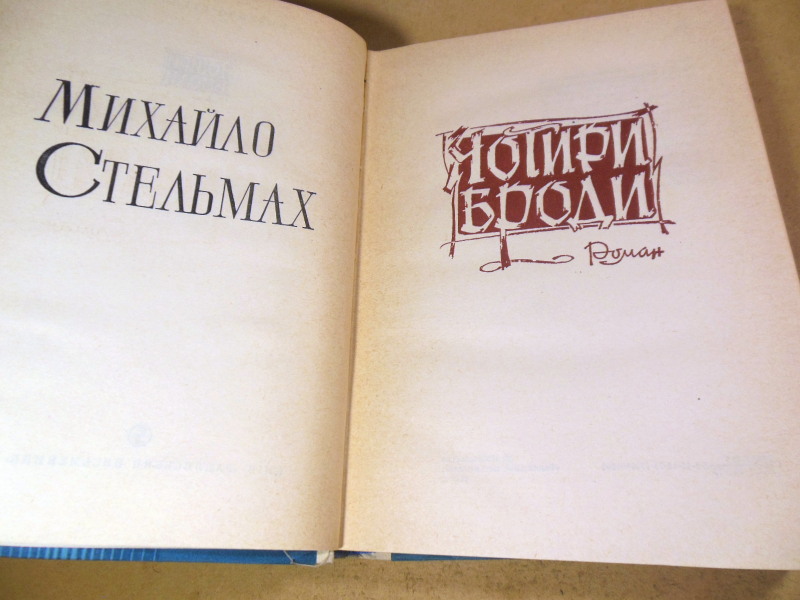 Михайло
Стельмах
Чотири
Броди
Роман